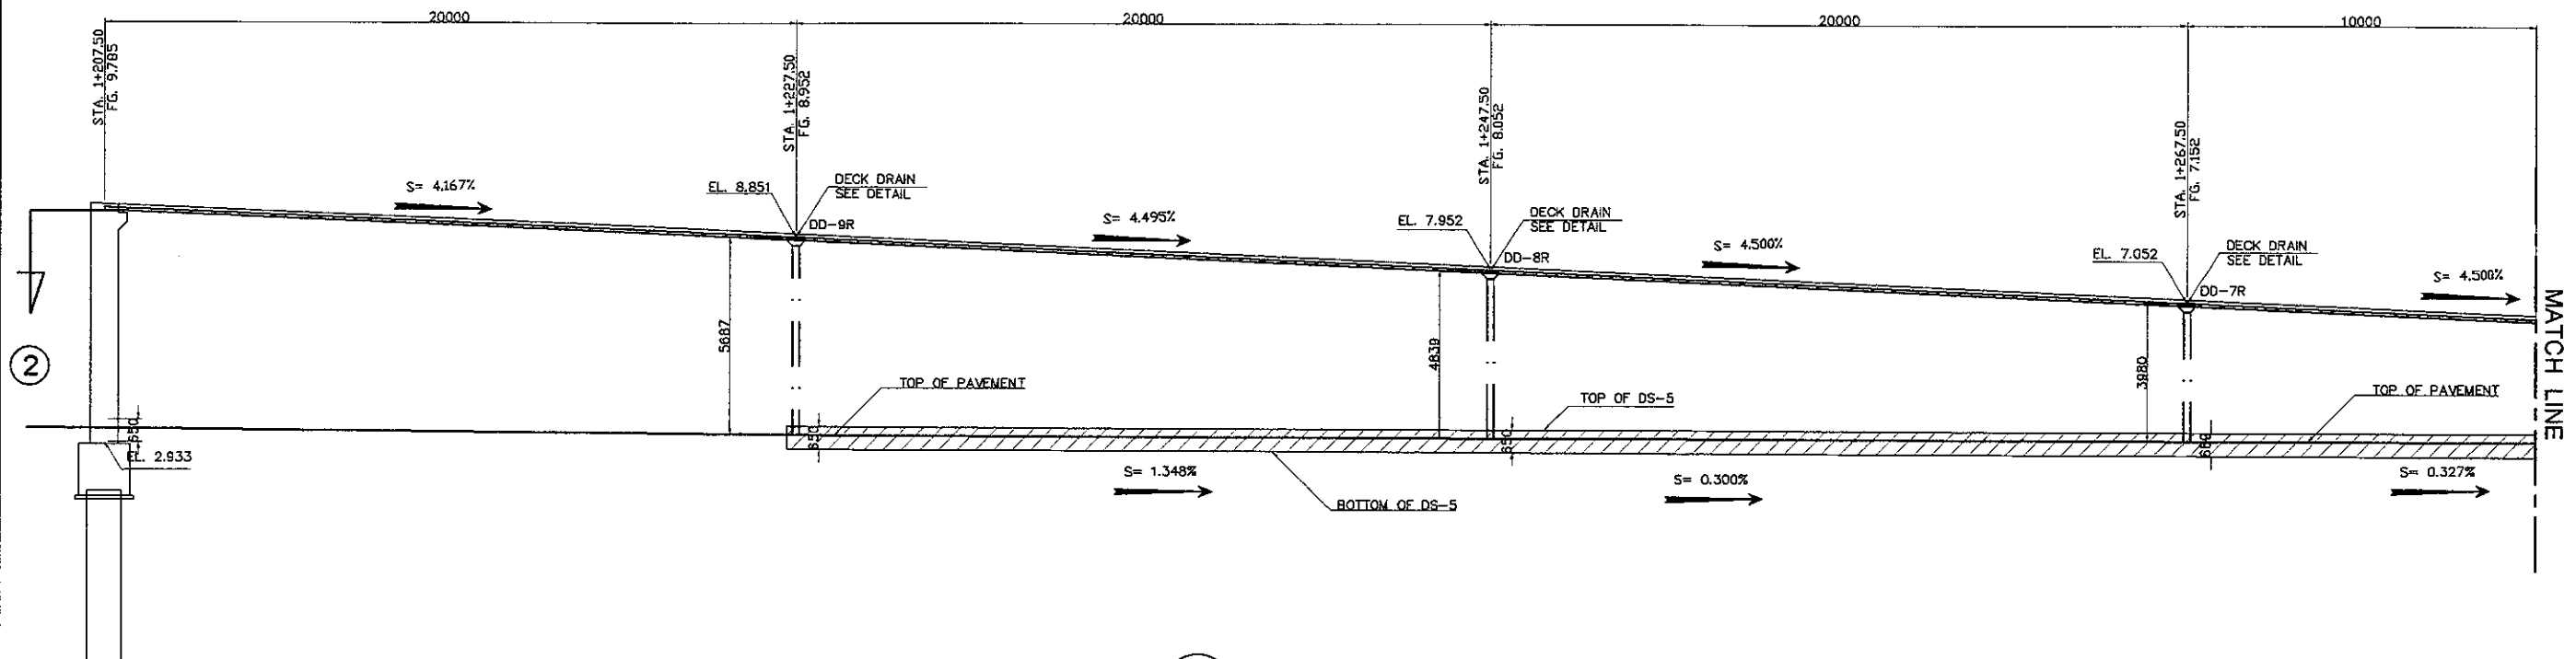 20000
20000
20000
10000
STA. 1+207.50
FG. 9.785
STA. 1+227.50
FG. 8.952
STA. 1+247.50
FG. 8.052
STA. 1+267.50
FG. 7.152
S= 4.167%
EL. 8.851
DECK DRAIN
SEE DETAIL
DD-9R
S= 4.495%
EL. 7.952
DECK DRAIN
SEE DETAIL
DD-8R
S= 4.500%
EL. 7.052
DECK DRAIN
SEE DETAIL
DD-7R
S= 4.500%
MATCH LINE
2
5687
4839
3980
TOP OF PAVEMENT
TOP OF DS-5
TOP OF PAVEMENT
650
650
650
EL. 2.933
S= 1.348%
S= 0.300%
S= 0.327%
BOTTOM OF DS-5